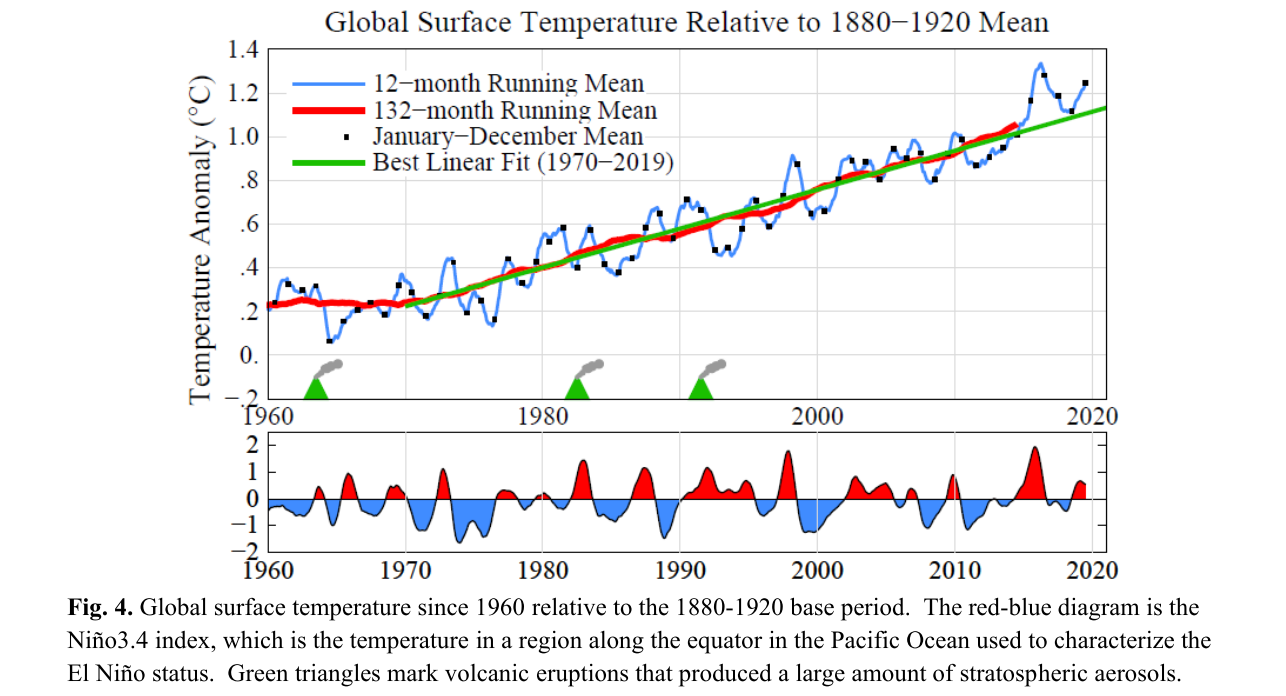 Global Surface Temperature Relative to 1880−1920 Mean
Temperature Anomaly (°C)
1.4
1.2
1.0
.8
.6
.4
.2
0.
−.2
12−month Running Mean
132−month Running Mean
January−December Mean
Best Linear Fit (1970−2019)
1960 1980 2000 2020
2
1
0
−1
−2
1960 1970 1980 1990 2000 2010 2020
Fig. 4. Global surface temperature since 1960 relative to the 1880-1920 base period. The red-blue diagram is the
Niño3.4 index, which is the temperature in a region along the equator in the Pacific Ocean used to characterize the
El Niño status. Green triangles mark volcanic eruptions that produced a large amount of stratospheric aerosols.